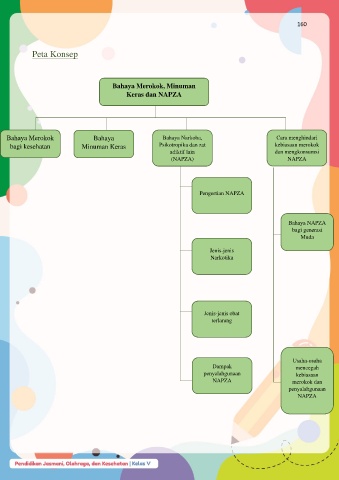 160
Peta Konsep
Bahaya Merokok, Minuman
Keras dan NAPZA
Bahaya Merokok
bagi kesehatan
Bahaya
Minuman Keras
Bahaya Narkoba,
Psikotropika dan zat
adiktif lain
(NAPZA)
Cara menghindari
kebiasaan merokok
dan mengkonsumsi
NAPZA
Pengertian NAPZA
Bahaya NAPZA
bagi generasi
Muda
Jenis-jenis
Narkotika
Jenis-jenis obat
terlarang
Dampak
penyalahgunaan
NAPZA
Usaha-usaha
mencegah
kebiasaan
merokok dan
penyalahgunaan
NAPZA
Pendidikan Jasmani, Olahraga, dan Kesehatan | Kelas V